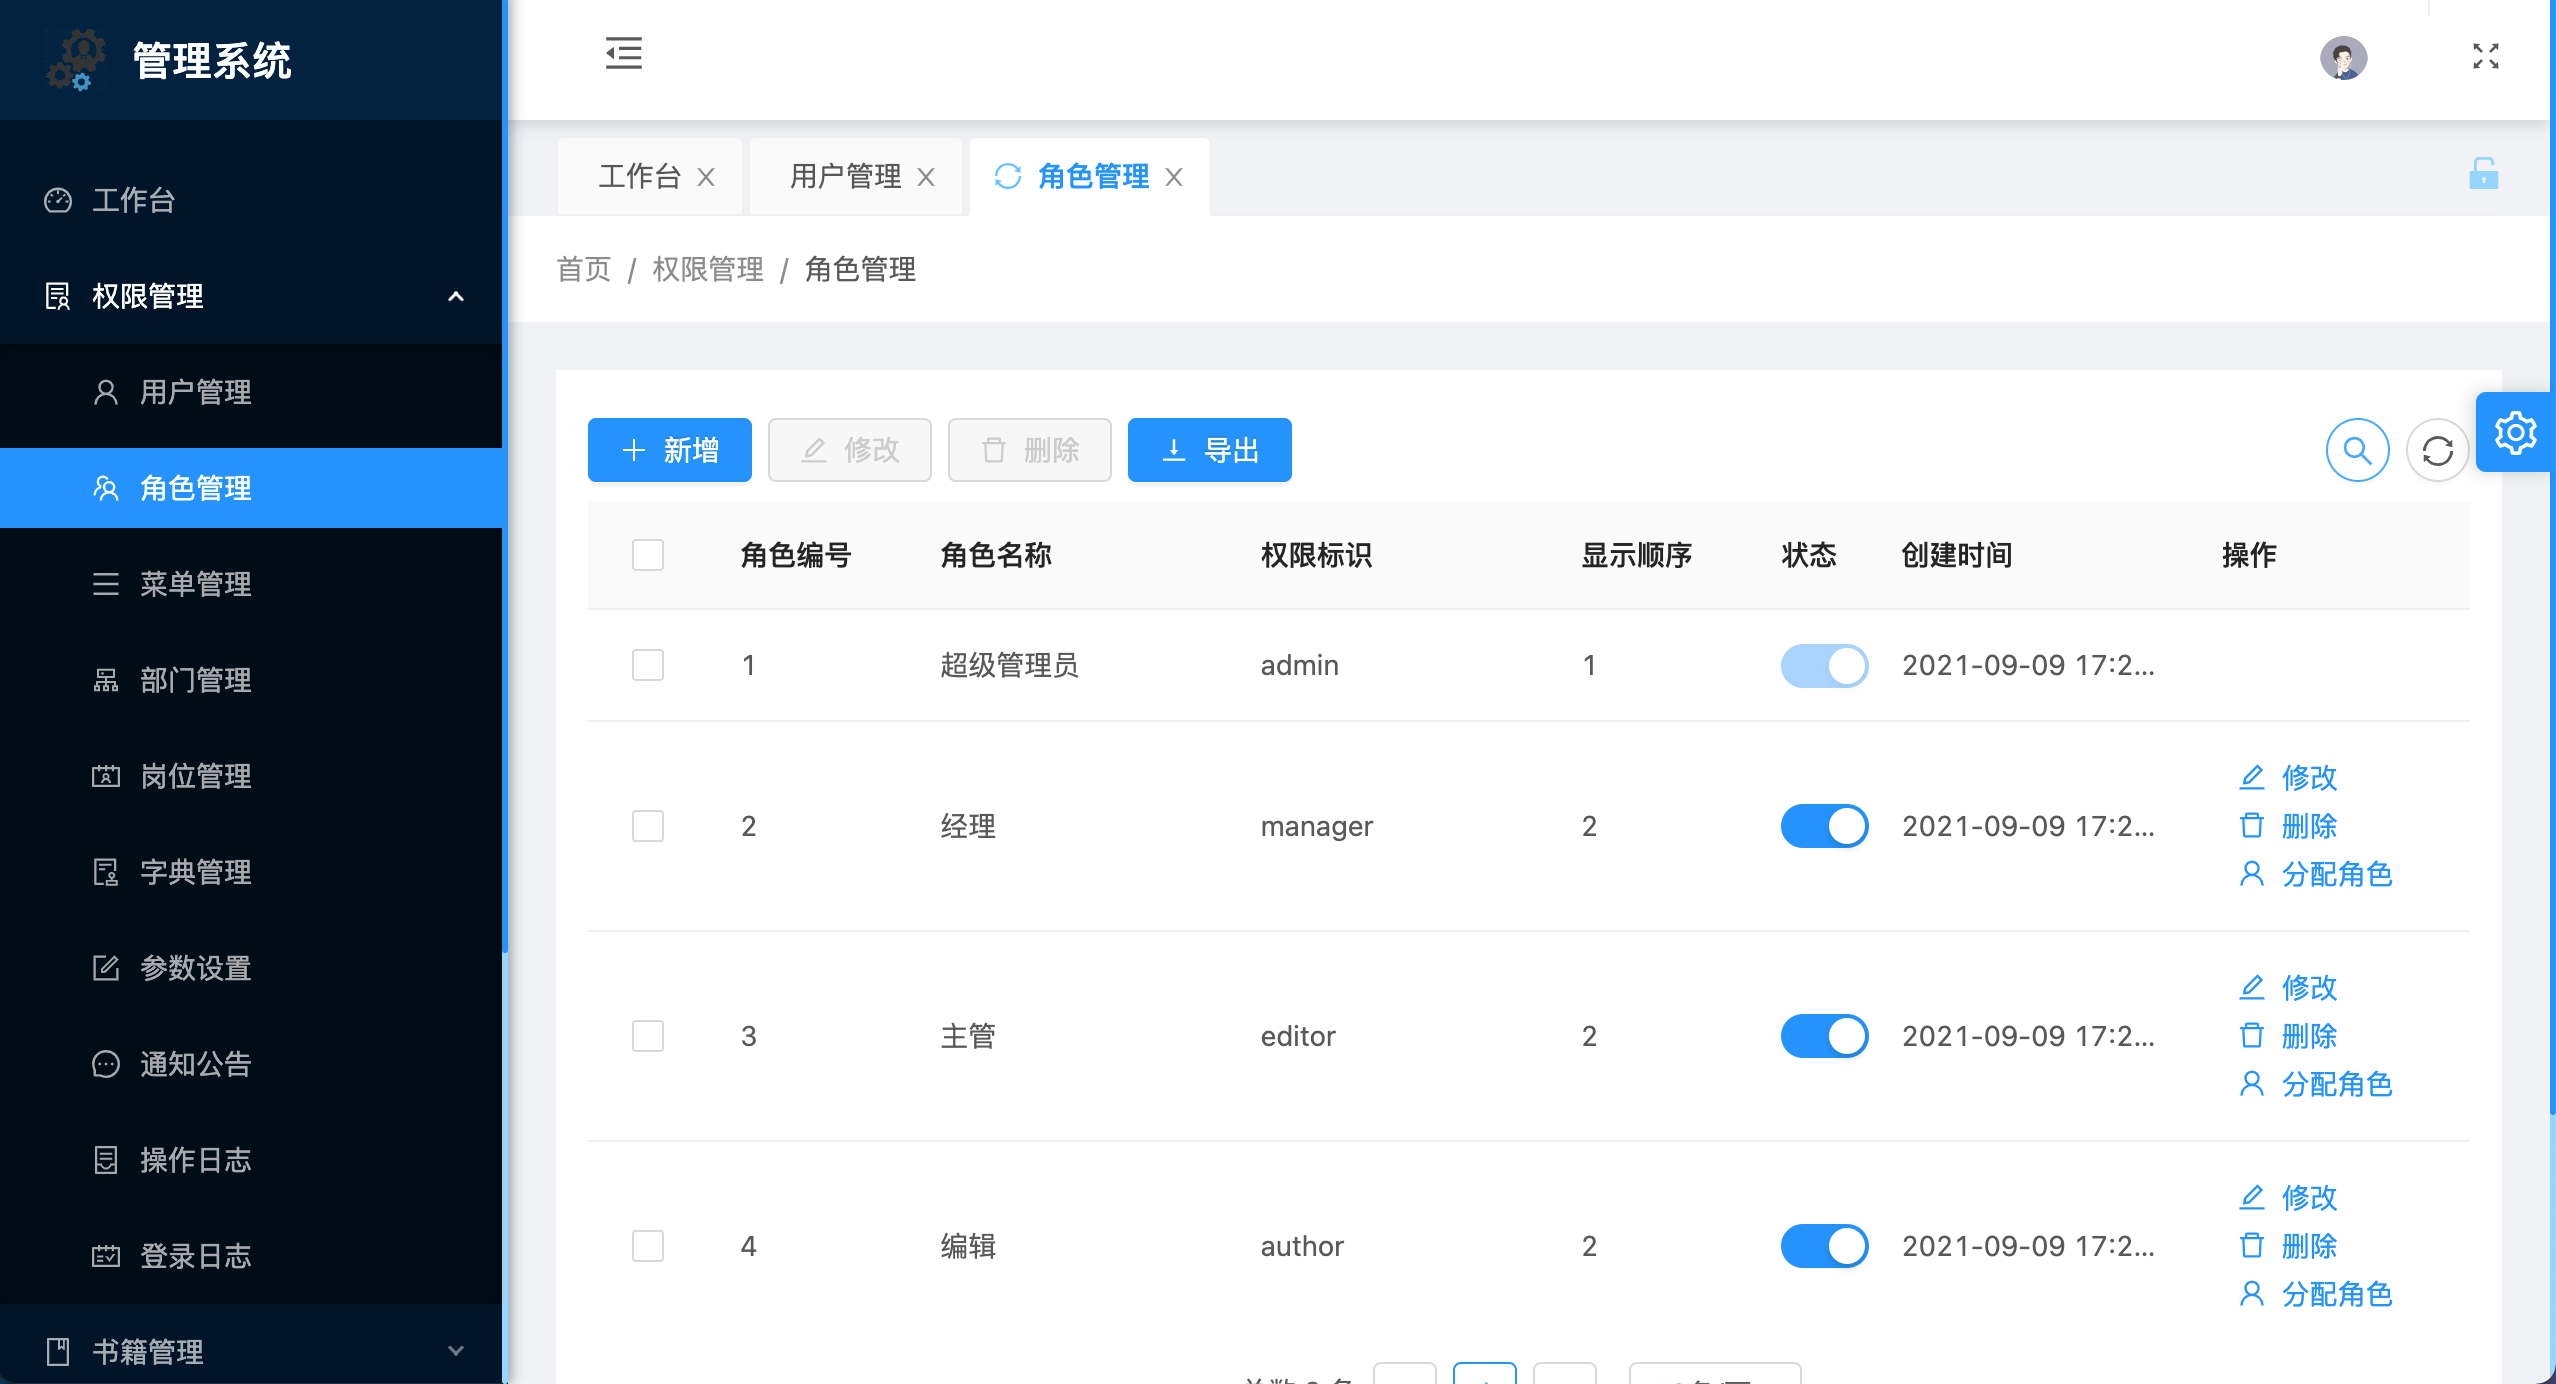 管理系统
工作台
权限管理
用户管理
角色管理
菜单管理
部门管理
岗位管理
字典管理
参数设置
通知公告
操作日志
登录日志
书籍管理
工作台 X 用户管理 X 角色管理 X
首页 / 权限管理 / 角色管理
新增 修改 删除 导出
角色编号 角色名称 权限标识 显示顺序 状态 创建时间 操作
1 超级管理员 admin 1 2021-09-09 17:2...
2 经理 manager 2 2021-09-09 17:2...
修改
删除
分配角色
3 主管 editor 2 2021-09-09 17:2...
修改
删除
分配角色
4 编辑 author 2 2021-09-09 17:2...
修改
删除
分配角色